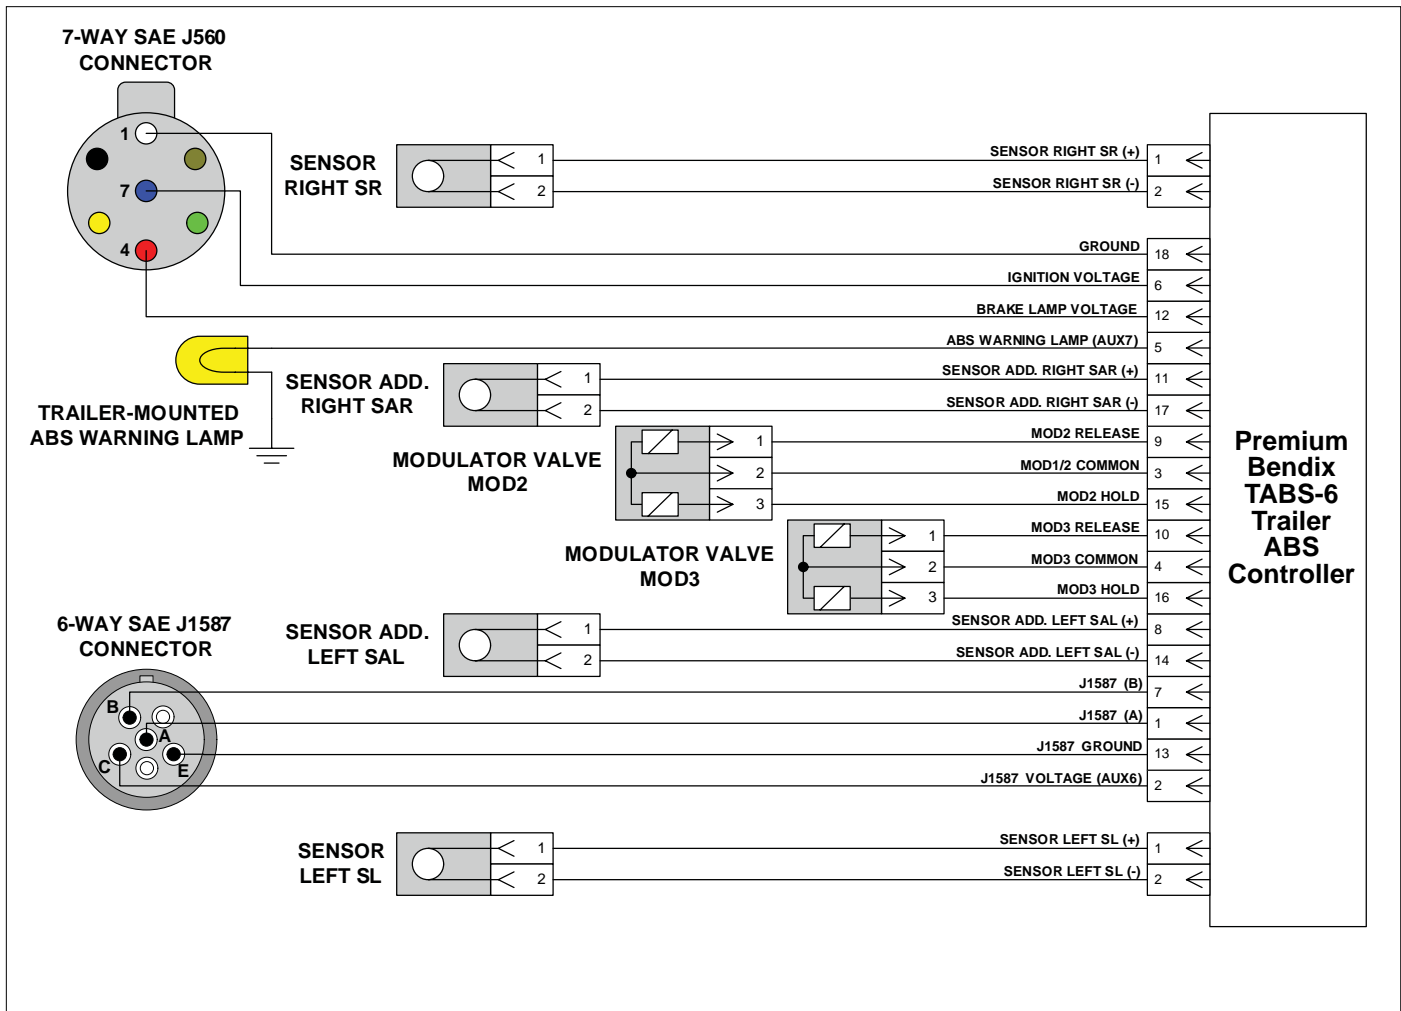 7-WAY SAE J560
CONNECTOR
1
7
4
SENSOR
RIGHT SR
1
2
SENSOR RIGHT SR (+)
1
SENSOR RIGHT SR (-)
2
GROUND
18
IGNITION VOLTAGE
6
BRAKE LAMP VOLTAGE
12
ABS WARNING LAMP (AUX7)
5
TRAILER-MOUNTED
ABS WARNING LAMP
SENSOR ADD.
RIGHT SAR
1
2
SENSOR ADD. RIGHT SAR (+)
11
SENSOR ADD. RIGHT SAR (-)
17
MODULATOR VALVE
MOD2
1
2
3
MOD2 RELEASE
9
MOD1/2 COMMON
3
MOD2 HOLD
15
MODULATOR VALVE
MOD3
1
2
3
MOD3 RELEASE
10
MOD3 COMMON
4
MOD3 HOLD
16
SENSOR ADD.
LEFT SAL
1
2
SENSOR ADD. LEFT SAL (+)
8
SENSOR ADD. LEFT SAL (-)
14
6-WAY SAE J1587
CONNECTOR
B
A
C
E
J1587 (B)
7
J1587 (A)
1
J1587 GROUND
13
J1587 VOLTAGE (AUX6)
2
SENSOR
LEFT SL
1
2
SENSOR LEFT SL (+)
1
SENSOR LEFT SL (-)
2
Premium
Bendix
TABS-6
Trailer
ABS
Controller